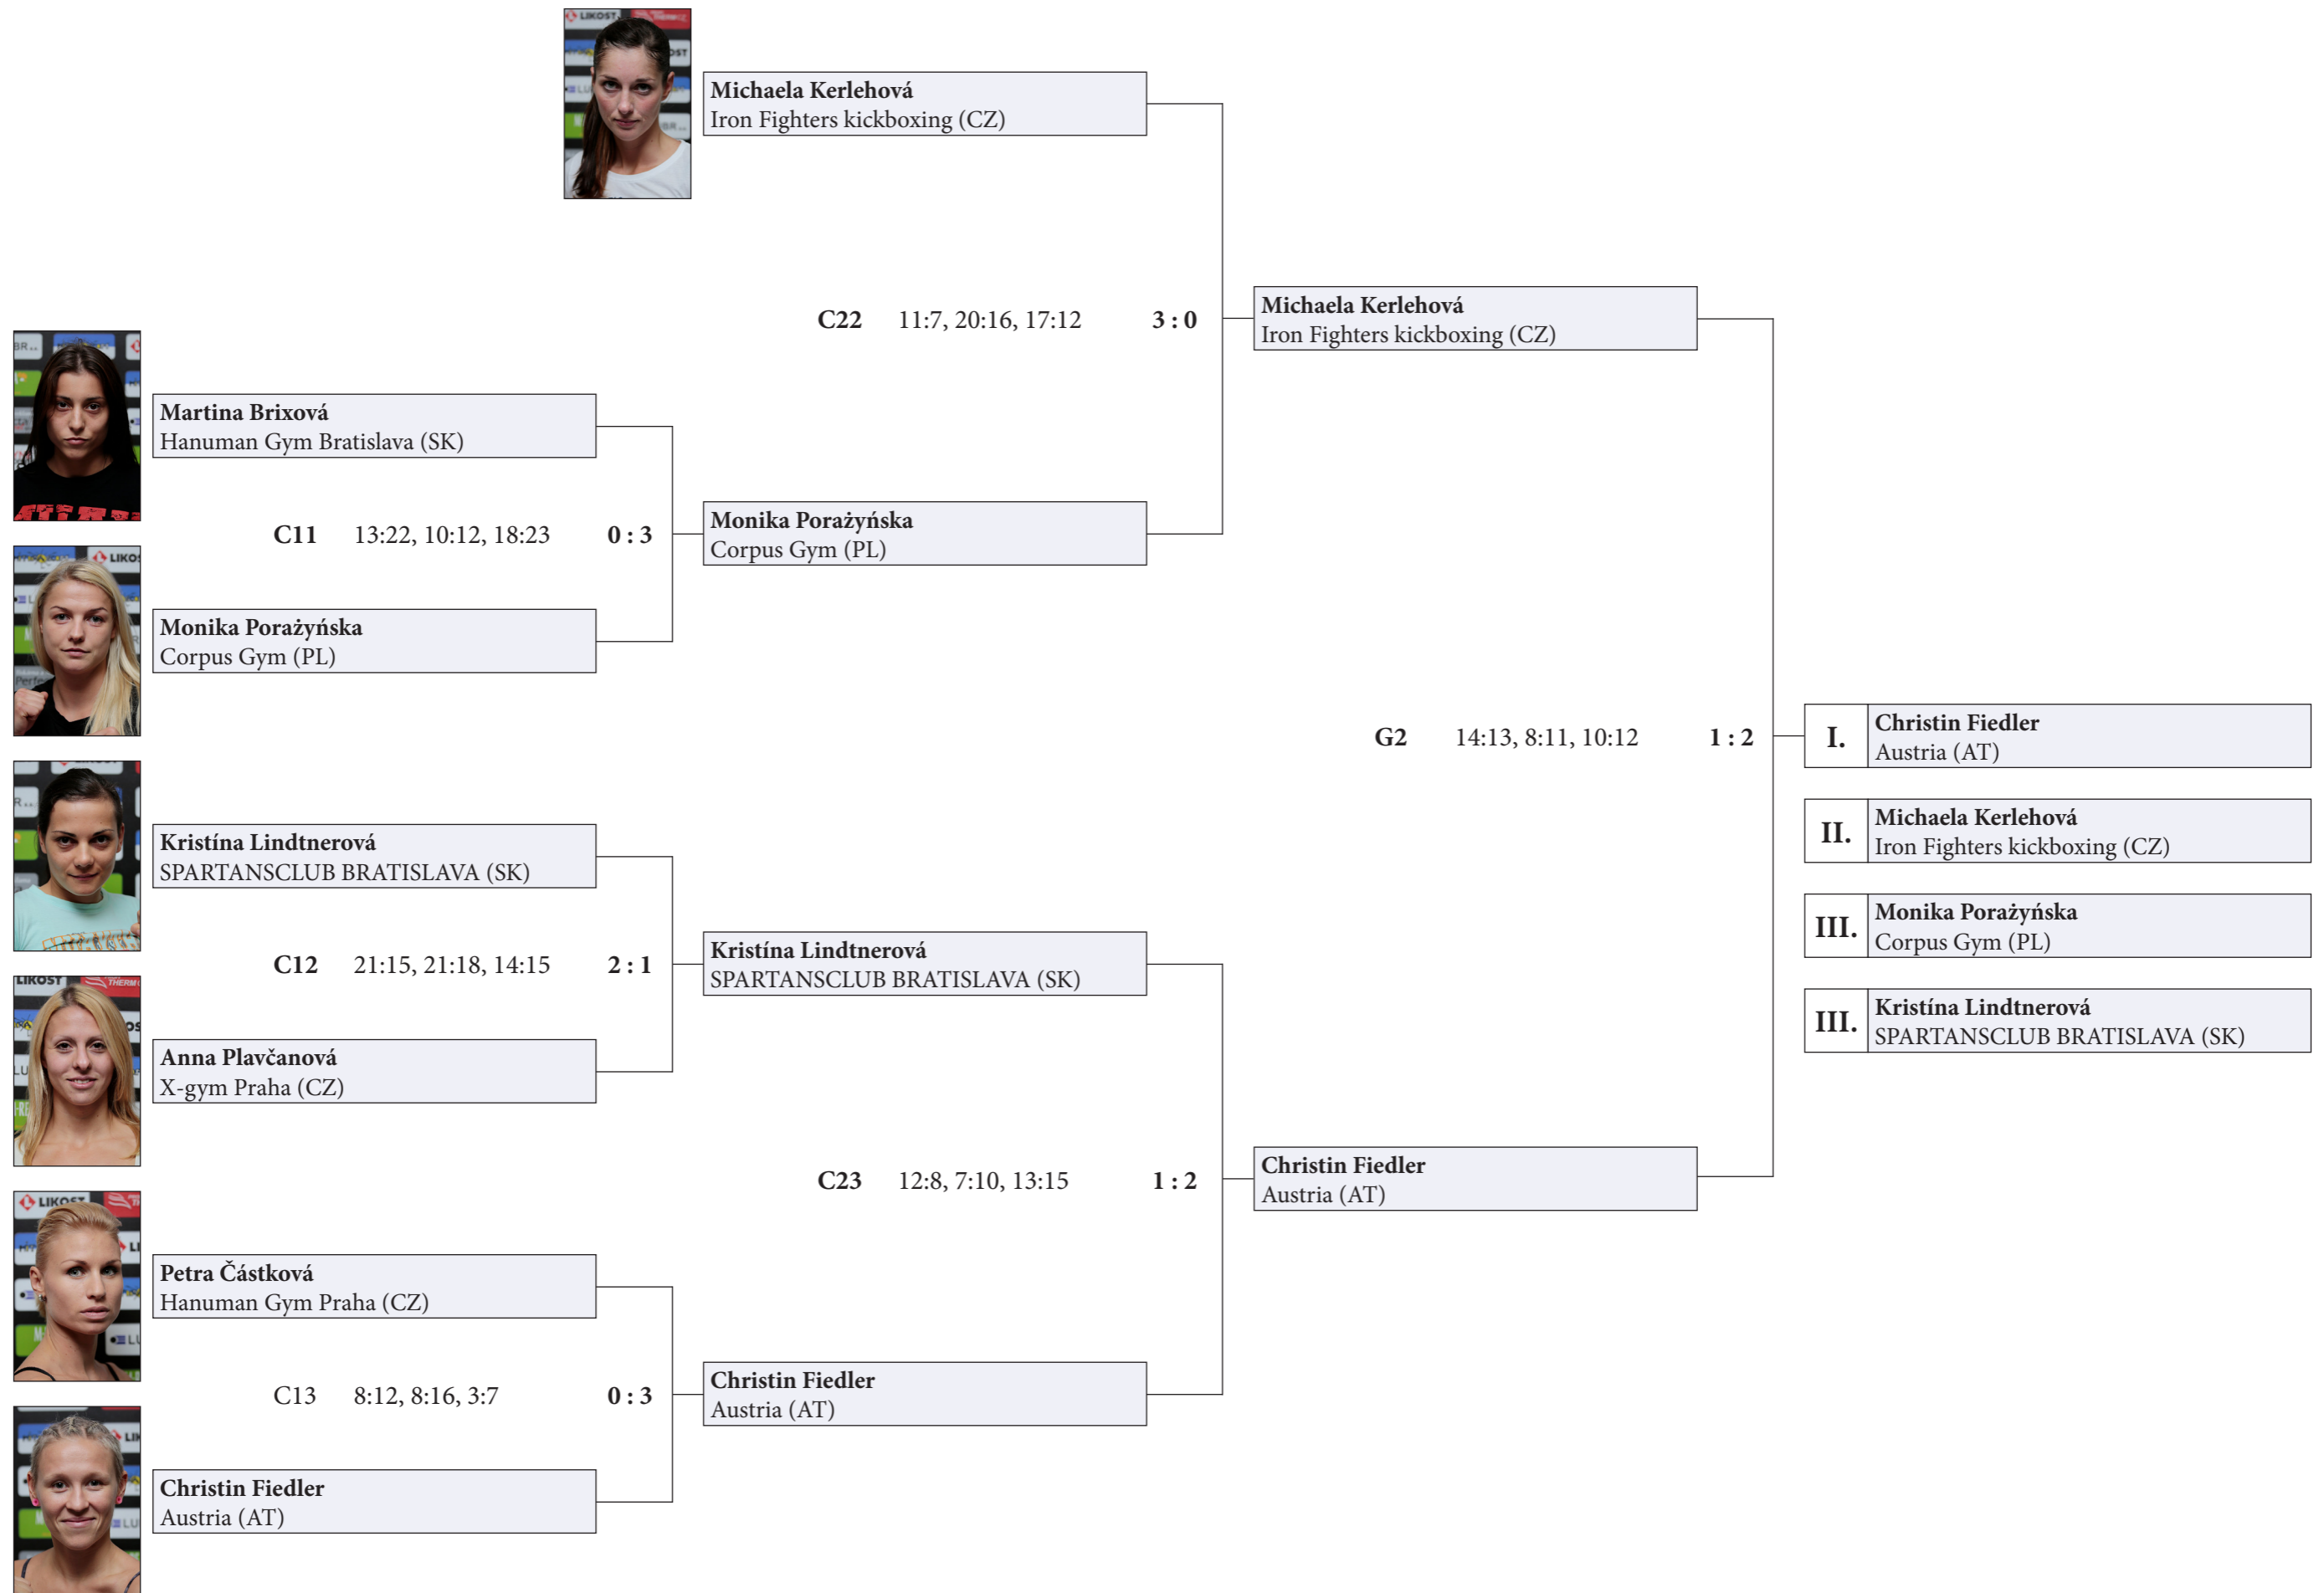 Michaela Kerlehová
Iron Fighters kickboxing (CZ)
C22 11:7, 20:16, 17:12 3 : 0
Michaela Kerlehová
Iron Fighters kickboxing (CZ)
Martina Brixová
Hanuman Gym Bratislava (SK)
C11 13:22, 10:12, 18:23 0 : 3
Monika Porażyńska
Corpus Gym (PL)
Monika Porażyńska
Corpus Gym (PL)
G2 14:13, 8:11, 10:12 1 : 2
I. Christin Fiedler
Austria (AT)
II. Michaela Kerlehová
Iron Fighters kickboxing (CZ)
III. Monika Porażyńska
Corpus Gym (PL)
III. Kristína Lindtnerová
SPARTANSCLUB BRATISLAVA (SK)
Kristína Lindtnerová
SPARTANSCLUB BRATISLAVA (SK)
C12 21:15, 21:18, 14:15 2 : 1
Kristína Lindtnerová
SPARTANSCLUB BRATISLAVA (SK)
Anna Plavčanová
X-gym Praha (CZ)
C23 12:8, 7:10, 13:15 1 : 2
Christin Fiedler
Austria (AT)
Petra Částková
Hanuman Gym Praha (CZ)
C13 8:12, 8:16, 3:7 0 : 3
Christin Fiedler
Austria (AT)
Christin Fiedler
Austria (AT)
LIKOST
LIKOST
LIKOST